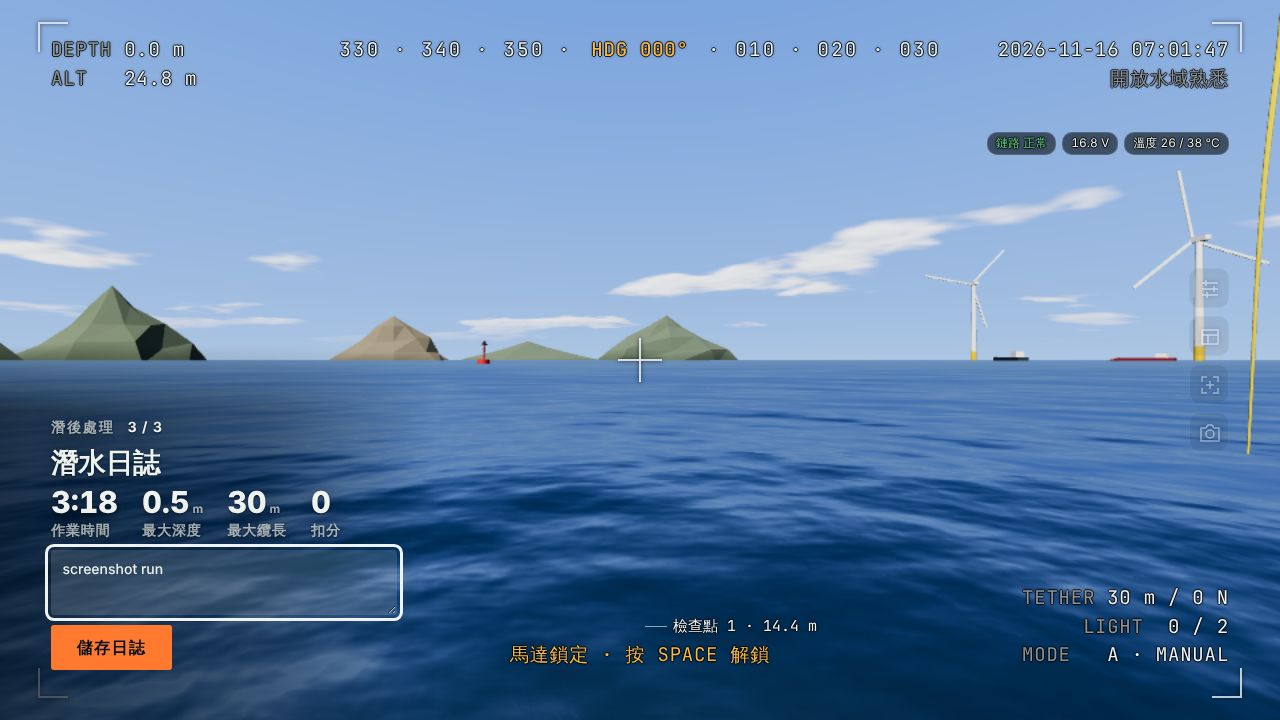 DEPTH 0.0 m
ALT 24.8 m
330 · 340 · 350 · HDG 000° · 010 · 020 · 030
2026-11-16 07:01:47
開放水域熟悉
鏈路 正常
16.8 V
溫度 26 / 38 °C
潛後處理 3 / 3
潛水日誌
3:18 0.5 m 30 m 0
作業時間 最大深度 最大纜長 扣分
screenshot run
儲存日誌
檢查點 1 · 14.4 m
馬達鎖定 · 按 SPACE 解鎖
TETHER 30 m / 0 N
LIGHT 0 / 2
MODE A · MANUAL